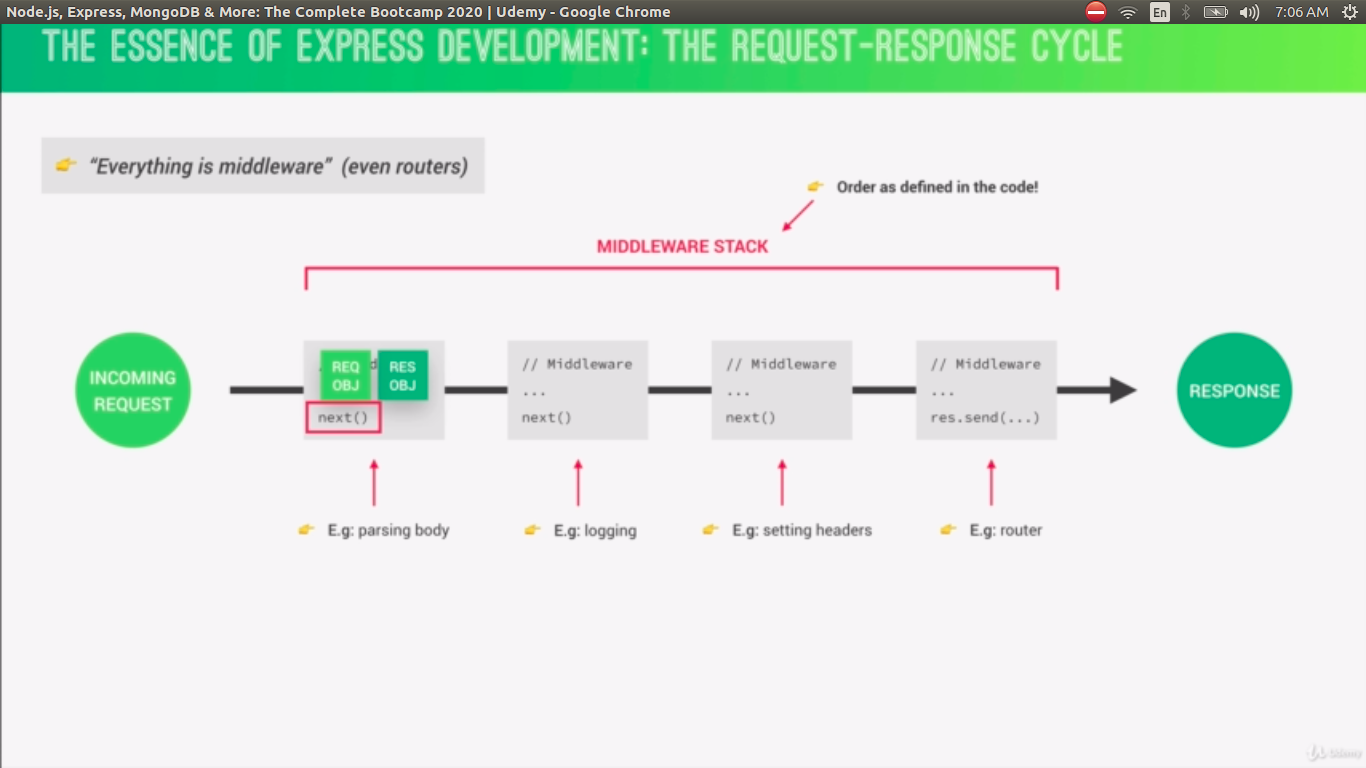 Node.js, Express, MongoDB & More: The Complete Bootcamp 2020 | Udemy - Google Chrome
En
7:06 AM
THE ESSENCE OF EXPRESS DEVELOPMENT: THE REQUEST-RESPONSE CYCLE
“Everything is middleware” (even routers)
Order as defined in the code!
MIDDLEWARE STACK
INCOMING
REQUEST
REQ
OBJ
RES
OBJ
next()
// Middleware
...
next()
// Middleware
...
next()
// Middleware
...
res.send(...)
RESPONSE
E.g: parsing body
E.g: logging
E.g: setting headers
E.g: router
Udemy